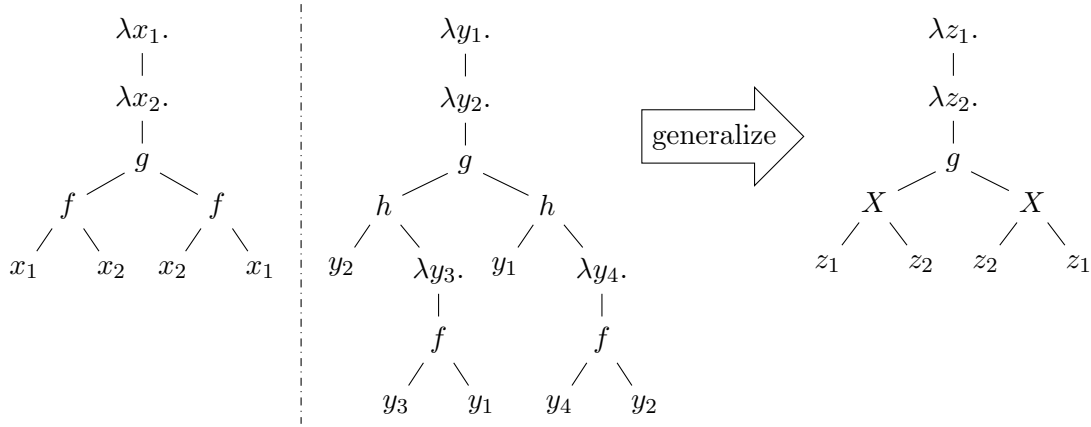 λx₁. λy₁. λz₁.
λx₂. λy₂. generalize λz₂.
g g g
f f h h X X
x₁ x₂ x₂ x₁ y₂ λy₃. y₁ λy₄. z₁ z₂ z₂ z₁
f f
y₃ y₁ y₄ y₂